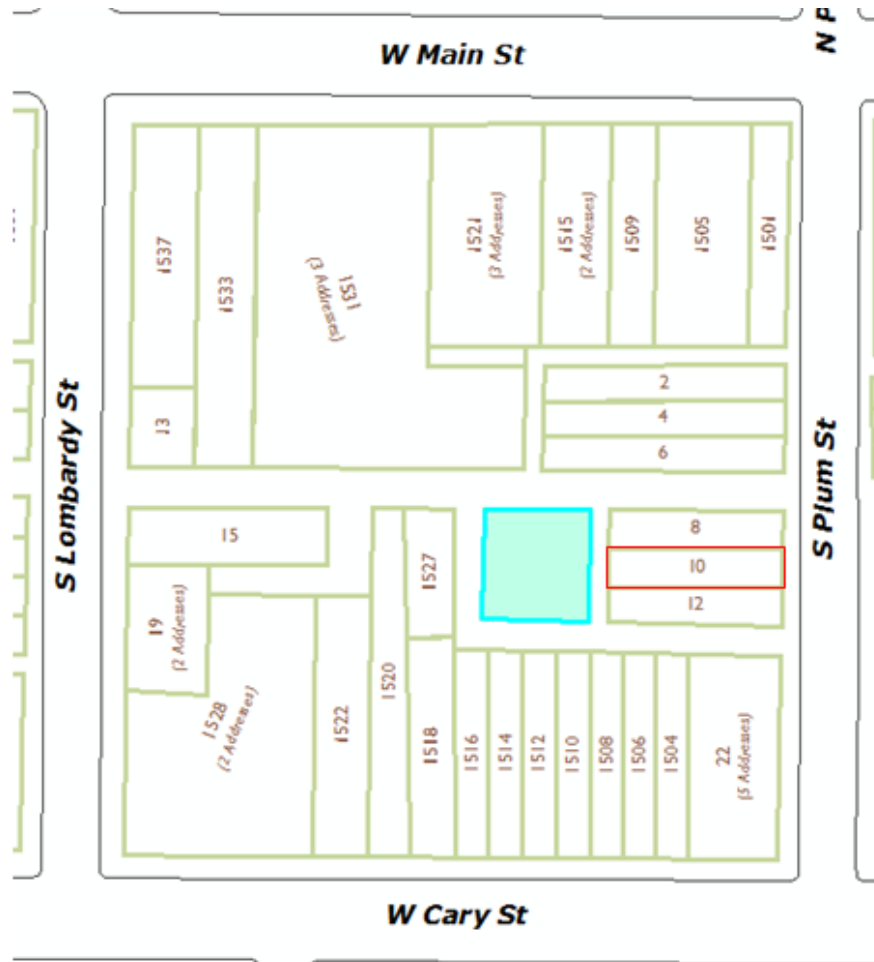 W Main St
N P
1537
1533
1531
(3 Addresses)
1521
(3 Addresses)
1515
(2 Addresses)
1509
1505
1501
2
4
6
13
S Lombardy St
S Plum St
15
1527
8
10
12
19
(2 Addresses)
1528
(2 Addresses)
1522
1520
1518
1516
1514
1512
1510
1508
1506
1504
22
(5 Addresses)
W Cary St